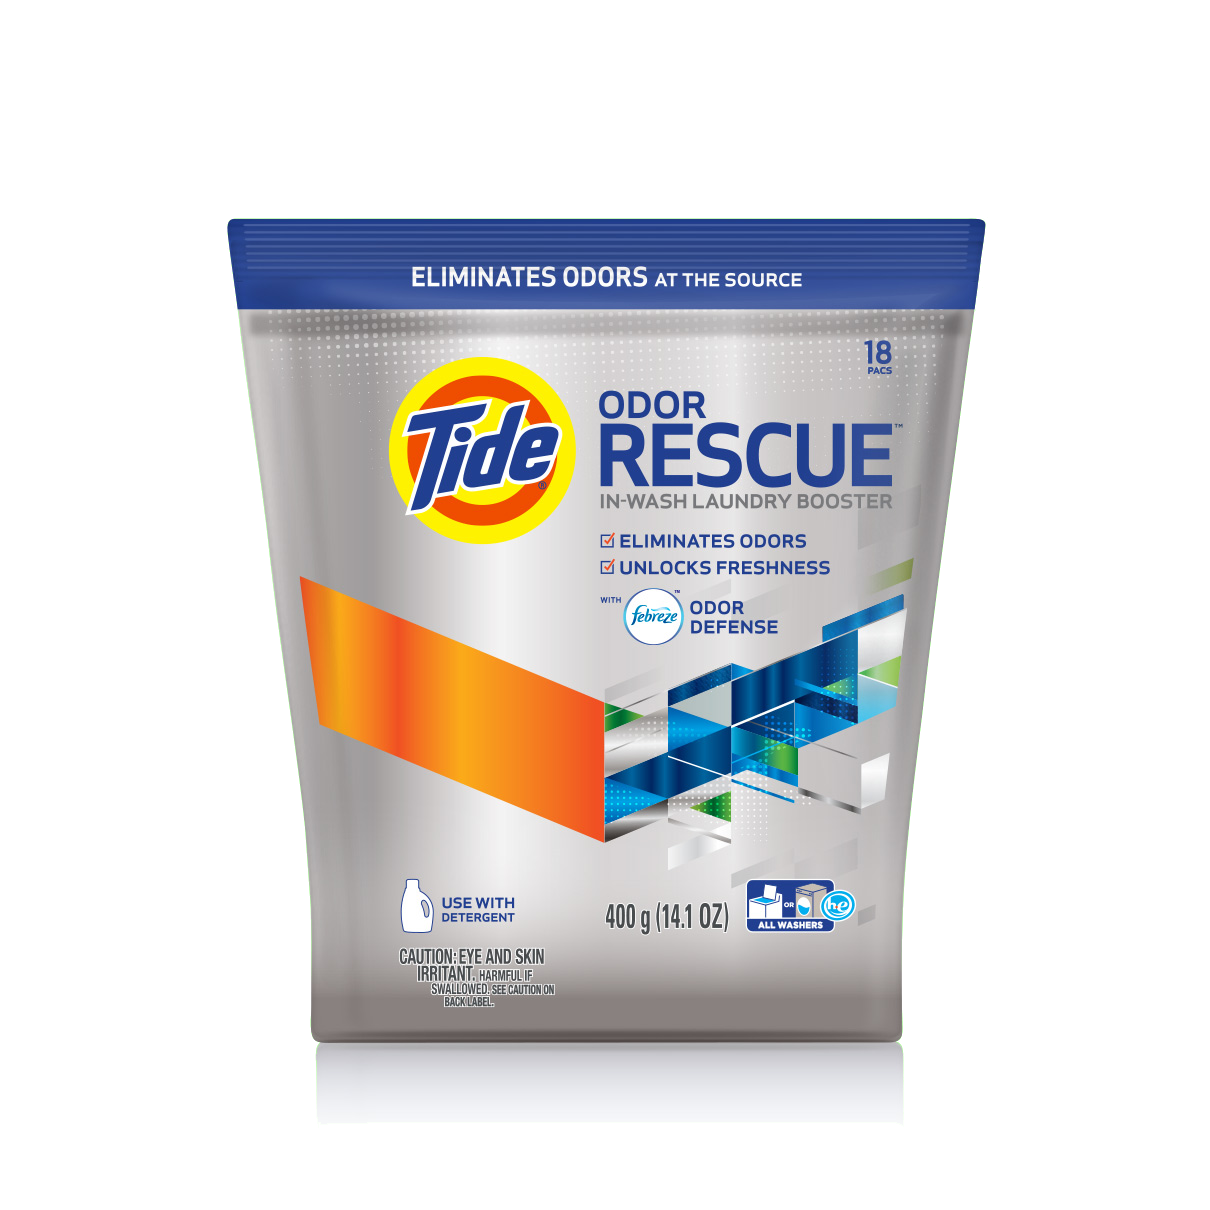 ELIMINATES ODORS AT THE SOURCE
18
PACS
Tide®
ODOR
RESCUE™
IN-WASH LAUNDRY BOOSTER
ELIMINATES ODORS
UNLOCKS FRESHNESS
WITH febreze™ ODOR
DEFENSE
USE WITH
DETERGENT
400 g (14.1 OZ)
OR
he
ALL WASHERS
CAUTION: EYE AND SKIN
IRRITANT. HARMFUL IF
SWALLOWED. SEE CAUTION ON
BACK LABEL.